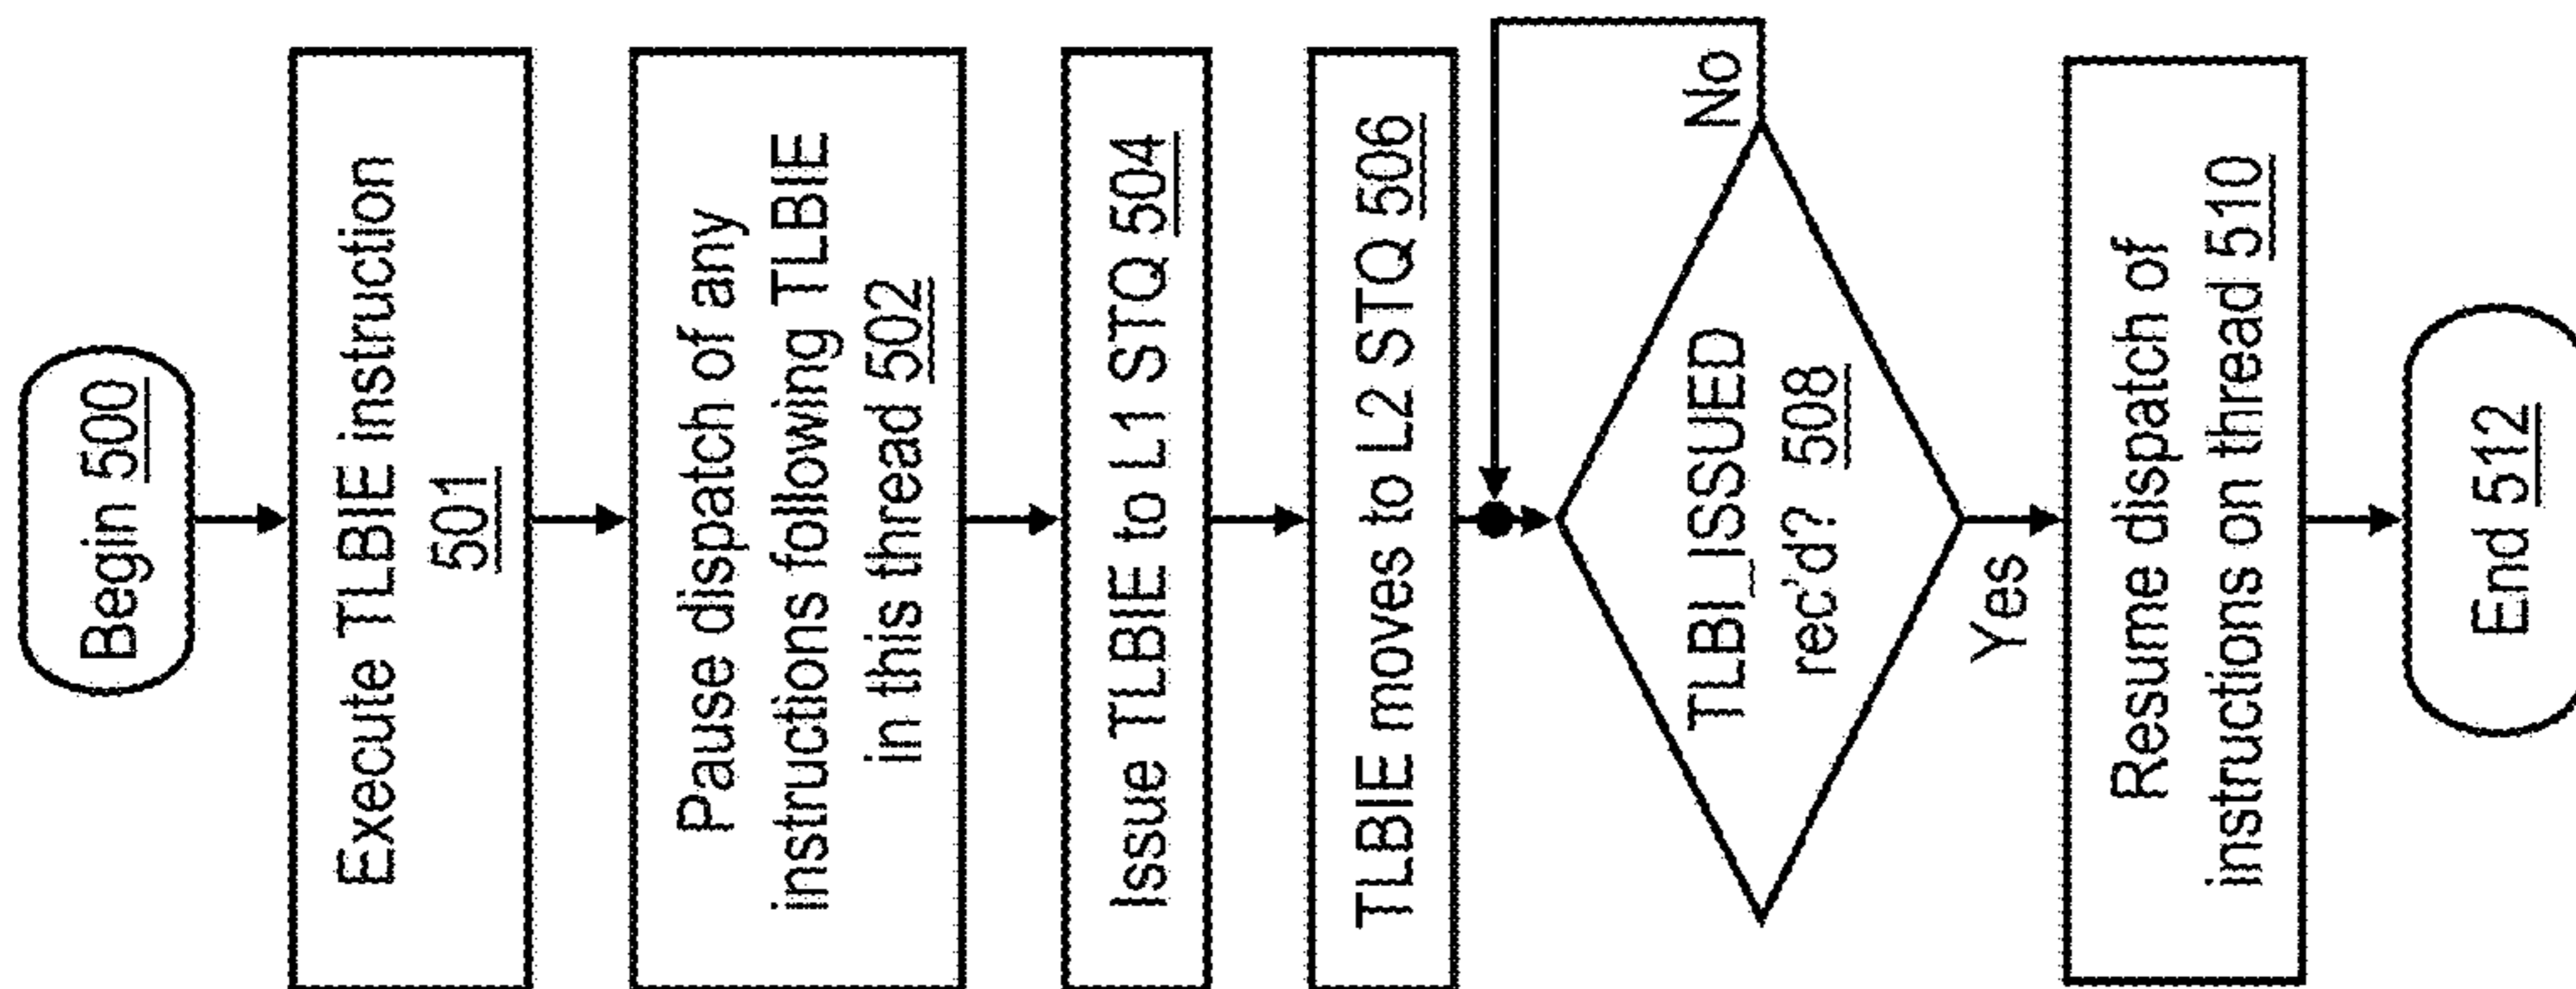 Begin 500
Execute TLBIE instruction
501
Pause dispatch of any
instructions following TLBIE
in this thread 502
Issue TLBIE to L1 STQ 504
TLBIE moves to L2 STQ 506
TLBI_ISSUED
rec'd? 508
No
Yes
Resume dispatch of
instructions on thread 510
End 512